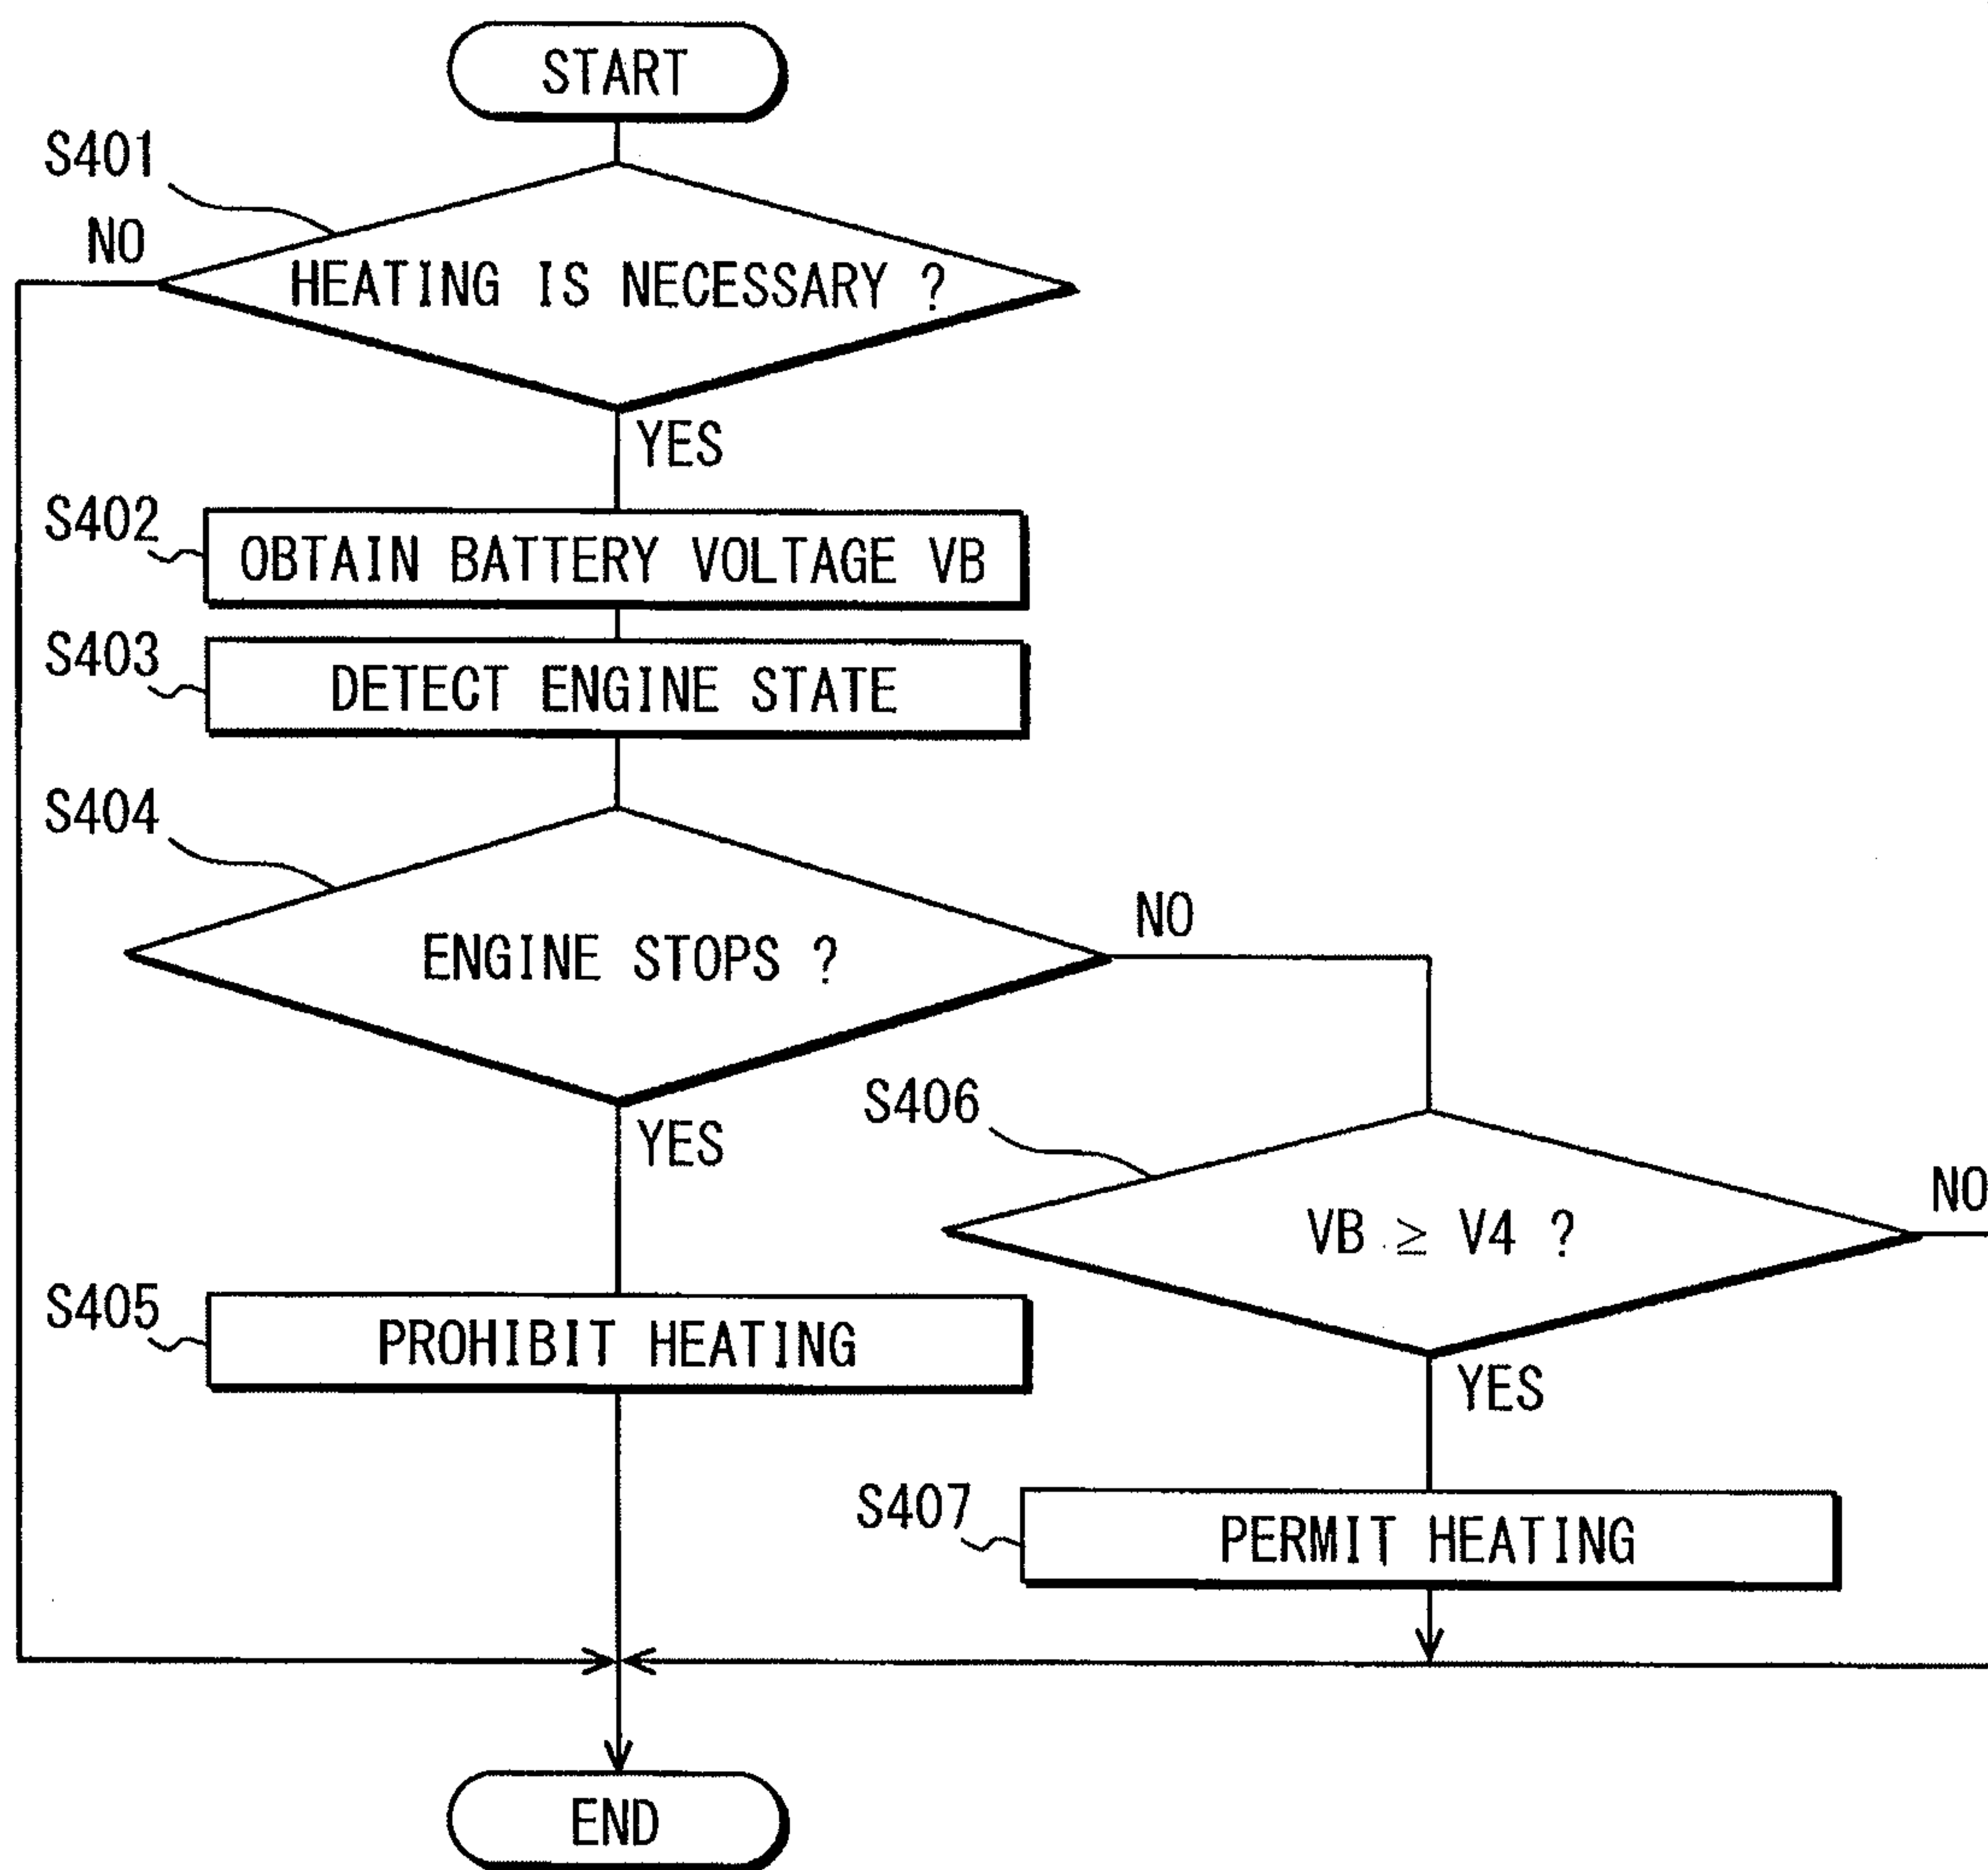 START
S401
NO
HEATING IS NECESSARY ?
YES
S402
OBTAIN BATTERY VOLTAGE VB
S403
DETECT ENGINE STATE
S404
ENGINE STOPS ?
NO
YES
S406
VB ≥ V4 ?
NO
S405
PROHIBIT HEATING
YES
S407
PERMIT HEATING
END